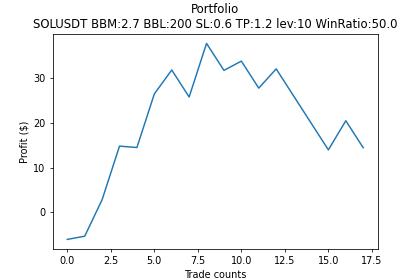 Portfolio
SOLUSDT BBM:2.7 BBL:200 SL:0.6 TP:1.2 lev:10 WinRatio:50.0
30
20
10
0
Profit ($)
0.0 2.5 5.0 7.5 10.0 12.5 15.0 17.5
Trade counts